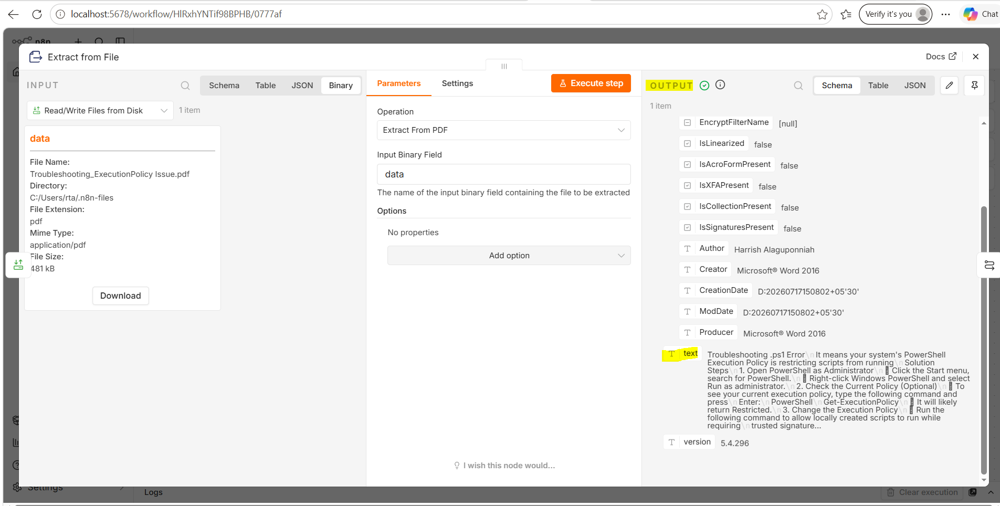 localhost:5678/workflow/HlRxhYNTif98BPHB/0777af
Verify it's you
Chat
n8n
Extract from File
Docs
INPUT
Schema
Table
JSON
Binary
Read/Write Files from Disk
1 item
data
File Name:
Troubleshooting_ExecutionPolicy Issue.pdf
Directory:
C:/Users/rta/.n8n-files
File Extension:
pdf
Mime Type:
application/pdf
File Size:
481 kB
Download
Parameters
Settings
Execute step
Operation
Extract From PDF
Input Binary Field
data
The name of the input binary field containing the file to be extracted
Options
No properties
Add option
I wish this node would...
OUTPUT
Schema
Table
JSON
1 item
EncryptFilterName [null]
IsLinearized false
IsAcroFormPresent false
IsXFAPresent false
IsCollectionPresent false
IsSignaturesPresent false
T Author Harrish Alaguponniah
T Creator Microsoft® Word 2016
T CreationDate D:20260717150802+05'30'
T ModDate D:20260717150802+05'30'
T Producer Microsoft® Word 2016
T text Troubleshooting .ps1 Error\n It means your system's PowerShell
Execution Policy is restricting scripts from running\n Solution
Steps\n 1. Open PowerShell as Administrator\n Click the Start menu,
search for PowerShell.\n Right-click Windows PowerShell and select
Run as administrator.\n 2. Check the Current Policy (Optional)\n To
see your current execution policy, type the following command and
press\n Enter:\n PowerShell\n Get-ExecutionPolicy\n It will likely
return Restricted.\n 3. Change the Execution Policy\n Run the
following command to allow locally created scripts to run while
requiring\n trusted signature...
T version 5.4.296
Settings
Logs
Clear execution